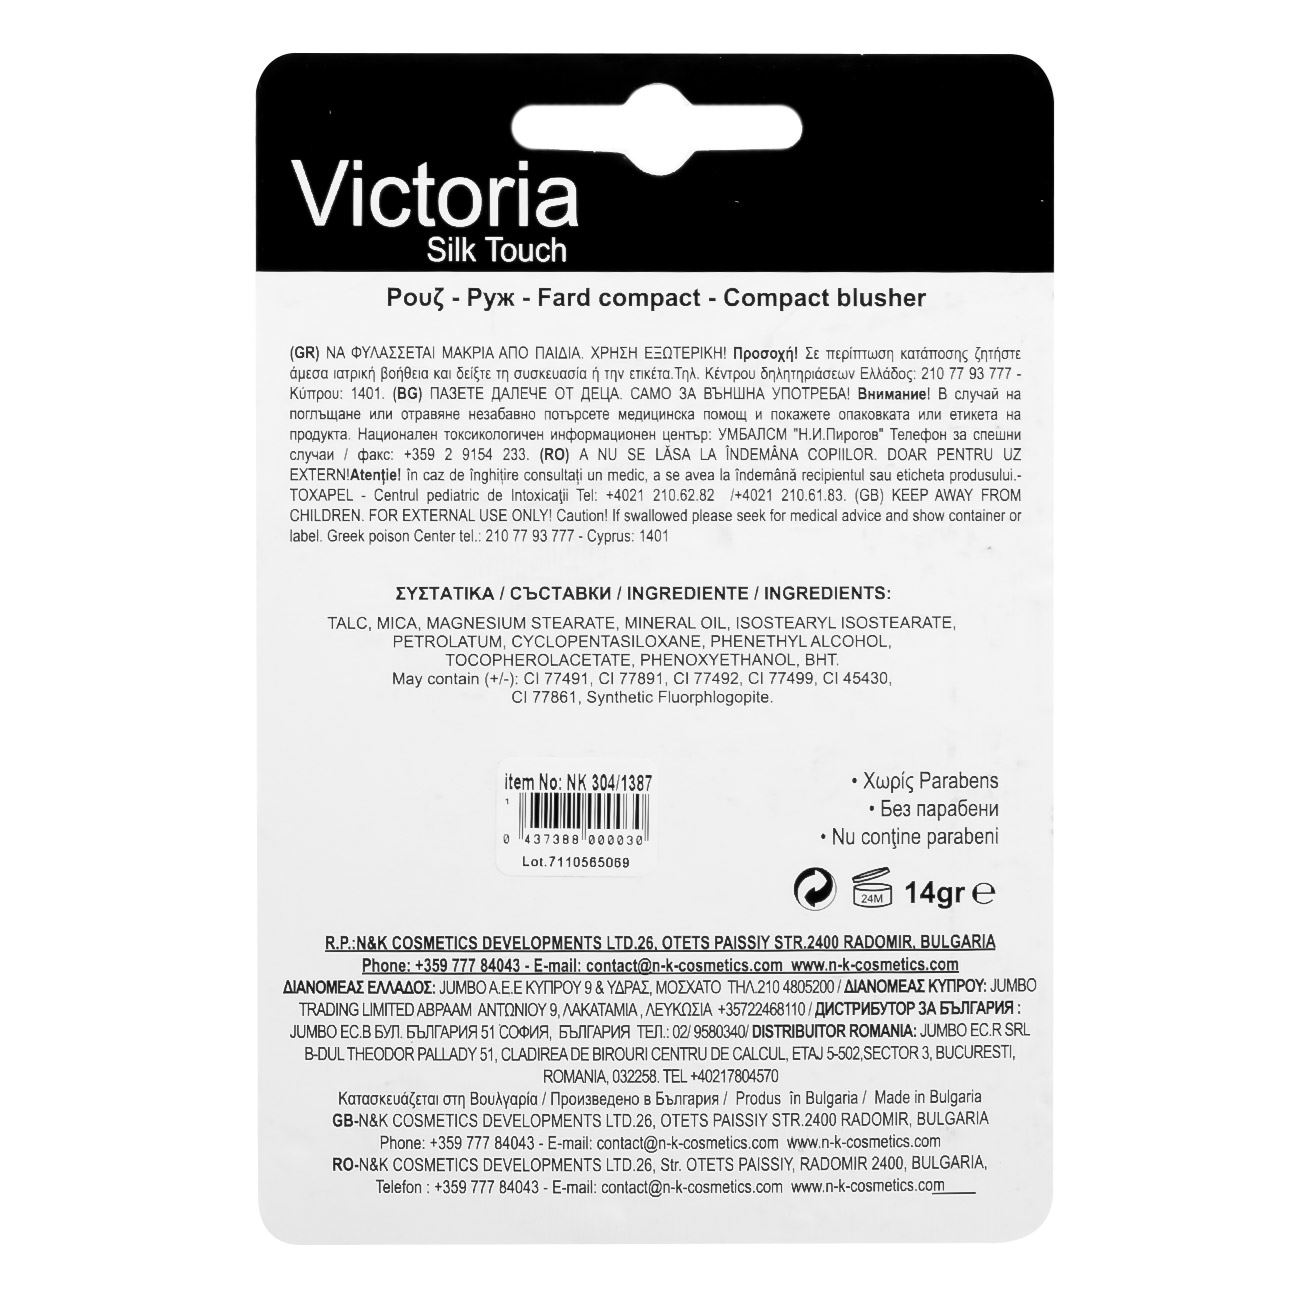 Victoria
Silk Touch
Ρουζ - Руж - Fard compact - Compact blusher
(GR) ΝΑ ΦΥΛΑΣΣΕΤΑΙ ΜΑΚΡΙΑ ΑΠΟ ΠΑΙΔΙΑ. ΧΡΗΣΗ ΕΞΩΤΕΡΙΚΗ! Προσοχή! Σε περίπτωση κατάποσης ζητήστε
άμεσα ιατρική βοήθεια και δείξτε τη συσκευασία ή την ετικέτα.Τηλ. Κέντρου δηλητηριάσεων Ελλάδος: 210 77 93 777 -
Κύπρου: 1401. (BG) ПАЗЕТЕ ДАЛЕЧЕ ОТ ДЕЦА. САМО ЗА ВЪНШНА УПОТРЕБА! Внимание! В случай на
поглъщане или отравяне незабавно потърсете медицинска помощ и покажете опаковката или етикета на
продукта. Национален токсикологичен информационен център: УМБАЛСМ "Н.И.Пирогов" Телефон за спешни
случаи / факс: +359 2 9154 233. (RO) A NU SE LĂSA LA ÎNDEMÂNA COPIILOR. DOAR PENTRU UZ
EXTERN!Atenţie! în caz de înghiţire consultaţi un medic, a se avea la îndemână recipientul sau eticheta produsului.-
TOXAPEL - Centrul pediatric de Intoxicaţii Tel: +4021 210.62.82 /+4021 210.61.83. (GB) KEEP AWAY FROM
CHILDREN. FOR EXTERNAL USE ONLY! Caution! If swallowed please seek for medical advice and show container or
label. Greek poison Center tel.: 210 77 93 777 - Cyprus: 1401
ΣΥΣΤΑΤΙΚΑ / СЪСТАВКИ / INGREDIENTE / INGREDIENTS:
TALC, MICA, MAGNESIUM STEARATE, MINERAL OIL, ISOSTEARYL ISOSTEARATE,
PETROLATUM, CYCLOPENTASILOXANE, PHENETHYL ALCOHOL,
TOCOPHEROLACETATE, PHENOXYETHANOL, BHT.
May contain (+/-): CI 77491, CI 77891, CI 77492, CI 77499, CI 45430,
CI 77861, Synthetic Fluorphlogopite.
item No: NK 304/1387
1
0 437388 000030
Lot.7110565069
• Χωρίς Parabens
• Без парабени
• Nu conţine parabeni
24M 14gr ℮
R.P.:N&K COSMETICS DEVELOPMENTS LTD.26, OTETS PAISSIY STR.2400 RADOMIR, BULGARIA
Phone: +359 777 84043 - E-mail: contact@n-k-cosmetics.com www.n-k-cosmetics.com
ΔΙΑΝΟΜΕΑΣ ΕΛΛΑΔΟΣ: JUMBO A.E.E ΚΥΠΡΟΥ 9 & ΥΔΡΑΣ, ΜΟΣΧΑΤΟ ΤΗΛ.210 4805200 / ΔΙΑΝΟΜΕΑΣ ΚΥΠΡΟΥ: JUMBO
TRADING LIMITED ΑΒΡΑΑΜ ΑΝΤΩΝΙΟΥ 9, ΛΑΚΑΤΑΜΙΑ , ΛΕΥΚΩΣΙΑ +35722468110 / ДИСТРИБУТОР ЗА БЪЛГАРИЯ :
JUMBO EC.B БУЛ. БЪЛГАРИЯ 51 СОФИЯ, БЪЛГАРИЯ ТЕЛ.: 02/ 9580340/ DISTRIBUITOR ROMANIA: JUMBO EC.R SRL
B-DUL THEODOR PALLADY 51, CLADIREA DE BIROURI CENTRU DE CALCUL, ETAJ 5-502,SECTOR 3, BUCURESTI,
ROMANIA, 032258. TEL +40217804570
Κατασκευάζεται στη Βουλγαρία / Произведено в България / Produs în Bulgaria / Made in Bulgaria
GB-N&K COSMETICS DEVELOPMENTS LTD.26, OTETS PAISSIY STR.2400 RADOMIR, BULGARIA
Phone: +359 777 84043 - E-mail: contact@n-k-cosmetics.com www.n-k-cosmetics.com
RO-N&K COSMETICS DEVELOPMENTS LTD.26, Str. OTETS PAISSIY, RADOMIR 2400, BULGARIA,
Telefon : +359 777 84043 - E-mail: contact@n-k-cosmetics.com www.n-k-cosmetics.com